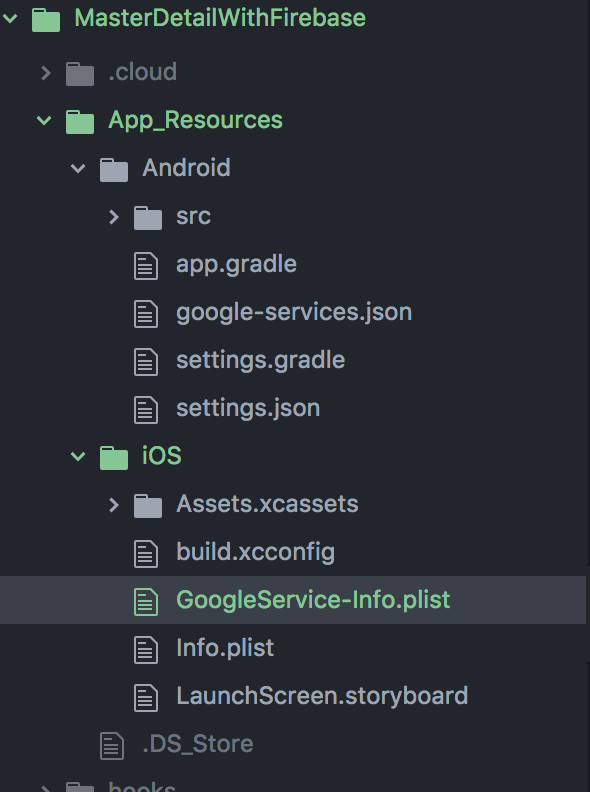 MasterDetailWithFirebase
.cloud
App_Resources
Android
src
app.gradle
google-services.json
settings.gradle
settings.json
iOS
Assets.xcassets
build.xcconfig
GoogleService-Info.plist
Info.plist
LaunchScreen.storyboard
.DS_Store
hooks